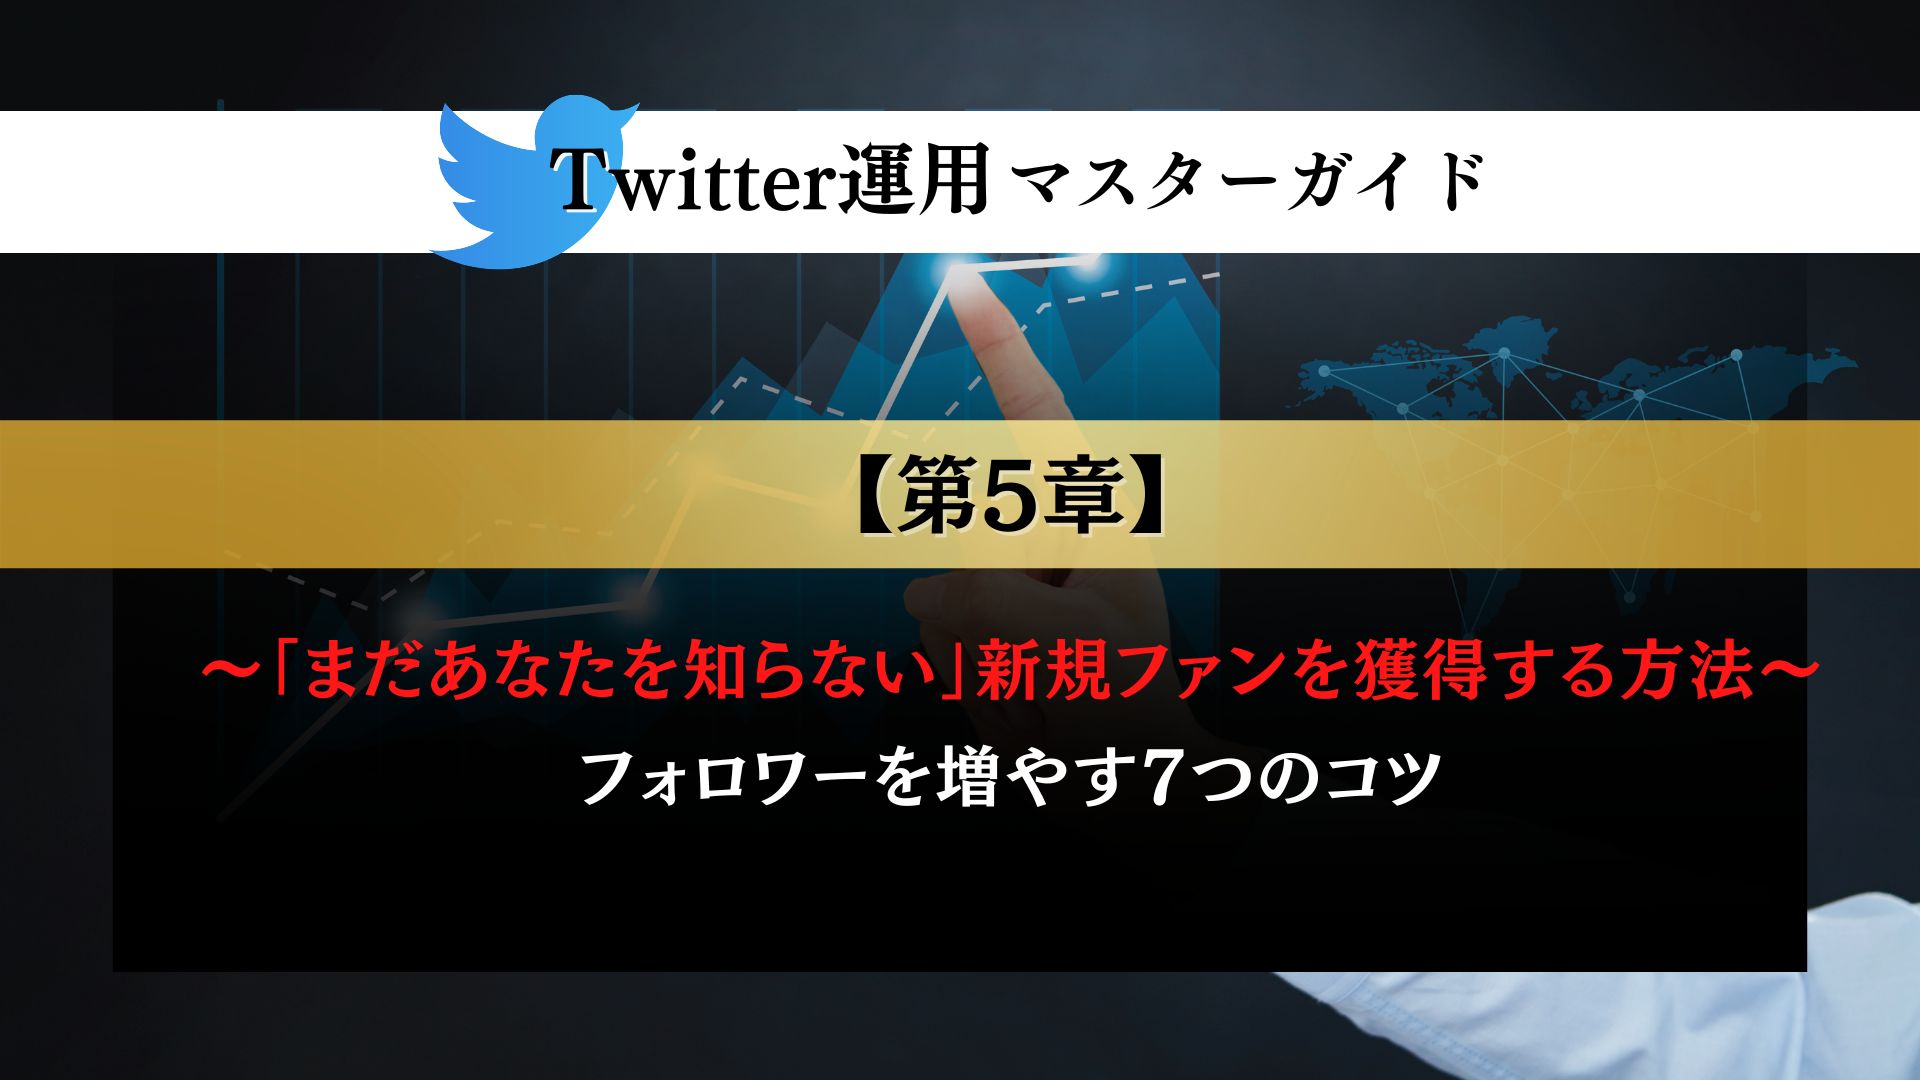 Twitter運用マスターガイド
【第5章】
～「まだあなたを知らない」新規ファンを獲得する方法～
フォロワーを増やす7つのコツ